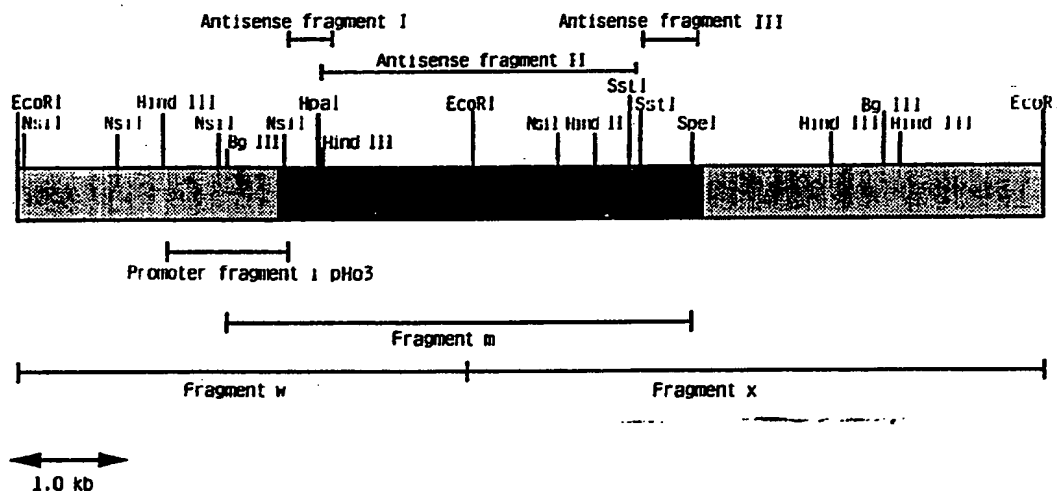 Antisense fragment I
Antisense fragment III
Antisense fragment II
EcoRI
NsiI
NsiI
Hind III
NsiI
Bg III
NsiI
HpaI
Hind III
EcoRI
NsiI
Hind II
SstI
SstI
SpeI
Hind III
Bg III
Hind III
EcoR
Promoter fragment i pHo3
Fragment m
Fragment w
Fragment x
1.0 kb